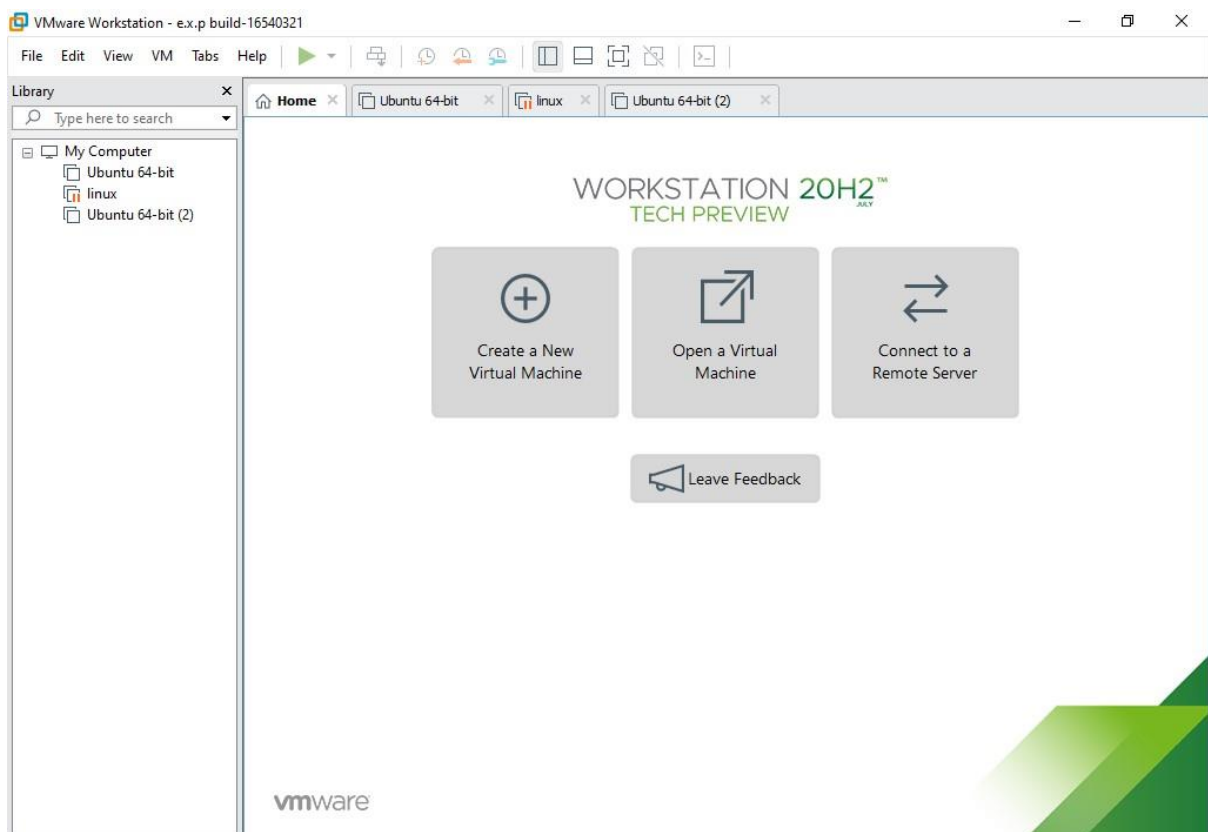 VMware Workstation - e.x.p build-16540321
File Edit View VM Tabs Help
Library
Type here to search
My Computer
Ubuntu 64-bit
linux
Ubuntu 64-bit (2)
Home
Ubuntu 64-bit
linux
Ubuntu 64-bit (2)
WORKSTATION 20H2™
JULY
TECH PREVIEW
Create a New
Virtual Machine
Open a Virtual
Machine
Connect to a
Remote Server
Leave Feedback
vmware